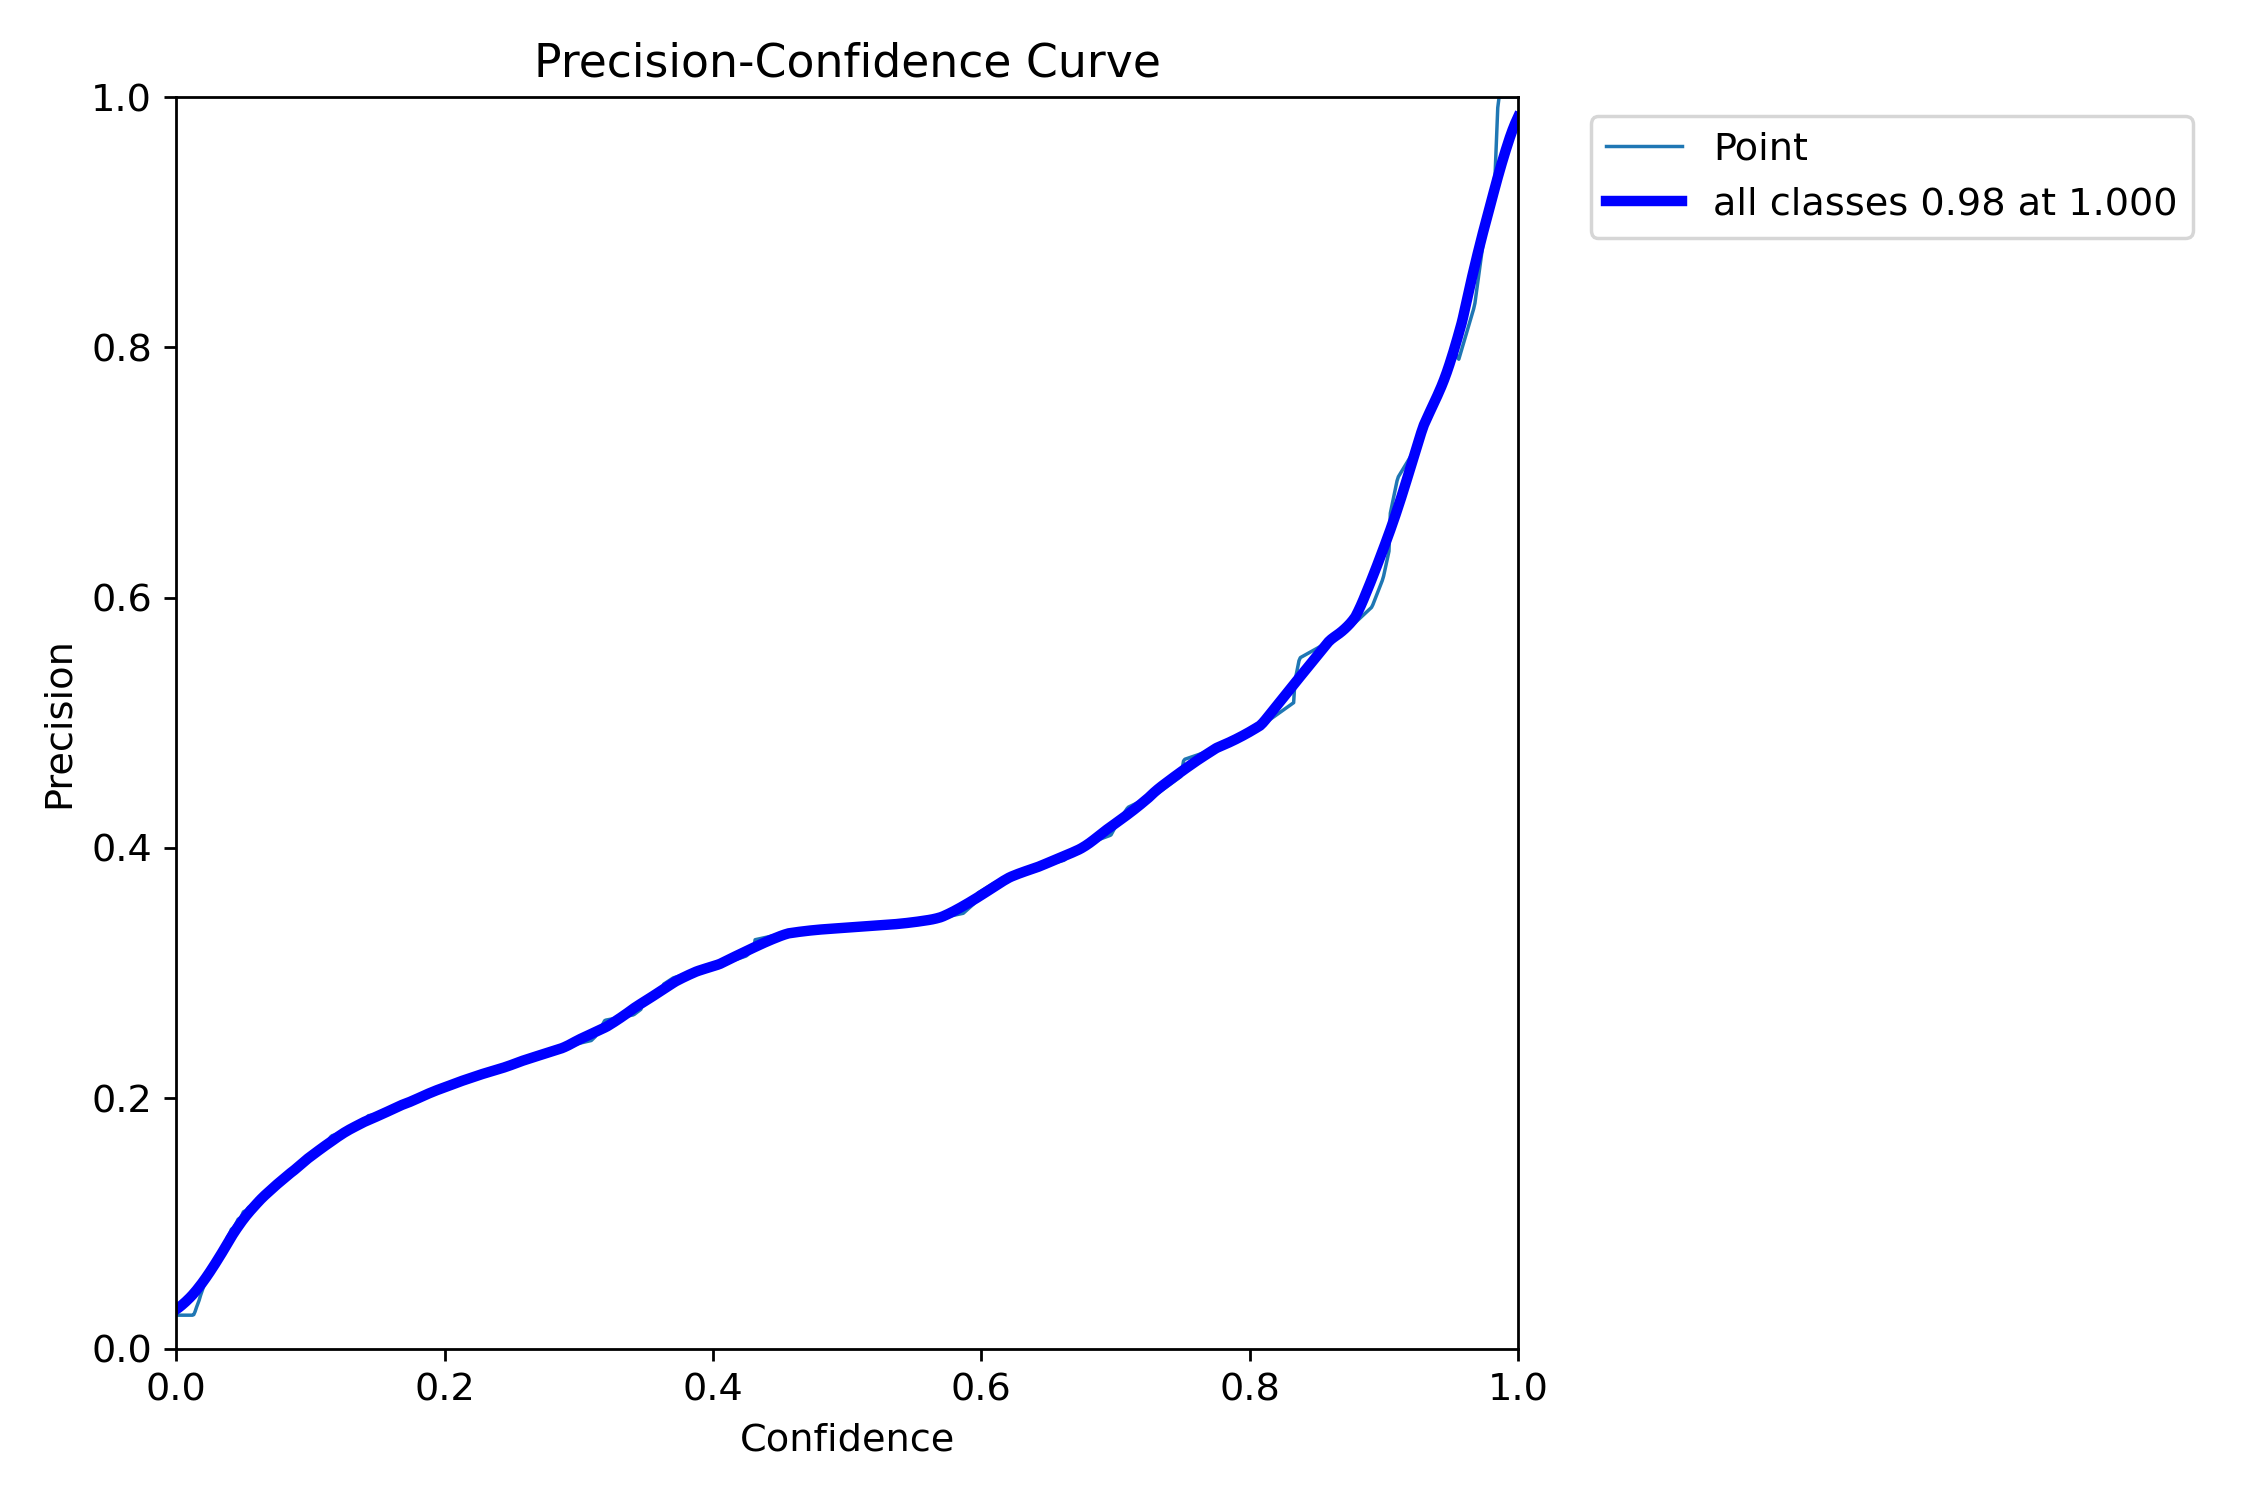 Precision-Confidence Curve
1.0
0.8
0.6
0.4
0.2
0.0
Precision
0.0 0.2 0.4 0.6 0.8 1.0
Confidence
Point
all classes 0.98 at 1.000